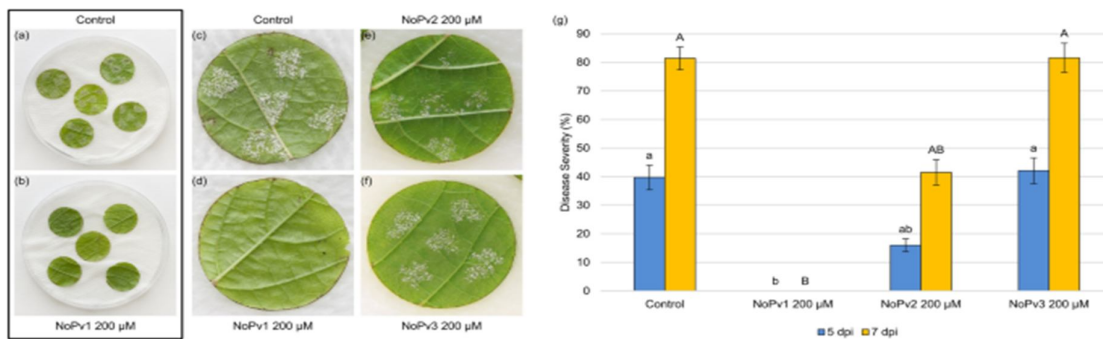 Control
(a)
(b)
NoPv1 200 µM
Control
NoPv2 200 µM
(c)
(e)
(d)
(f)
NoPv1 200 µM
NoPv3 200 µM
(g)
Disease Severity (%)
90
80
70
60
50
40
30
20
10
0
a
A
b
B
ab
AB
a
A
Control
NoPv1 200 µM
NoPv2 200 µM
NoPv3 200 µM
5 dpi
7 dpi